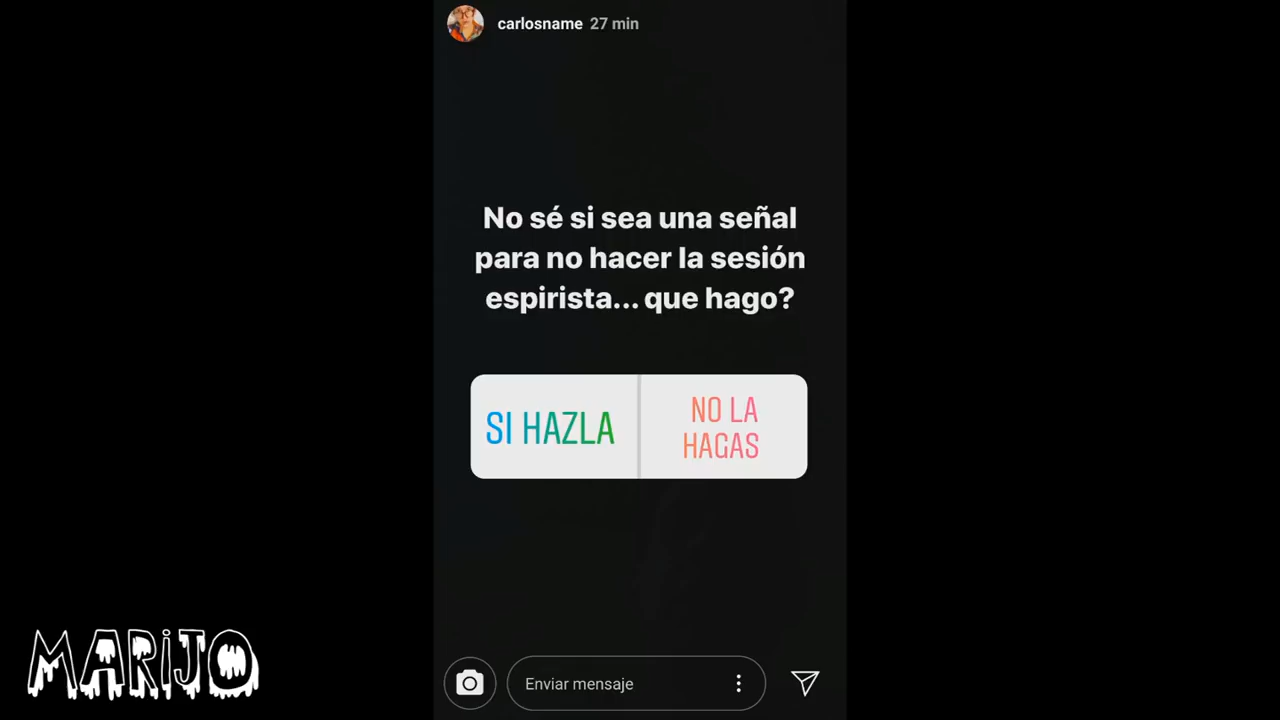 carlosname 27 min
No sé si sea una señal
para no hacer la sesión
espirista... que hago?
SI HAZLA
NO LA
HAGAS
Enviar mensaje
MARiJO